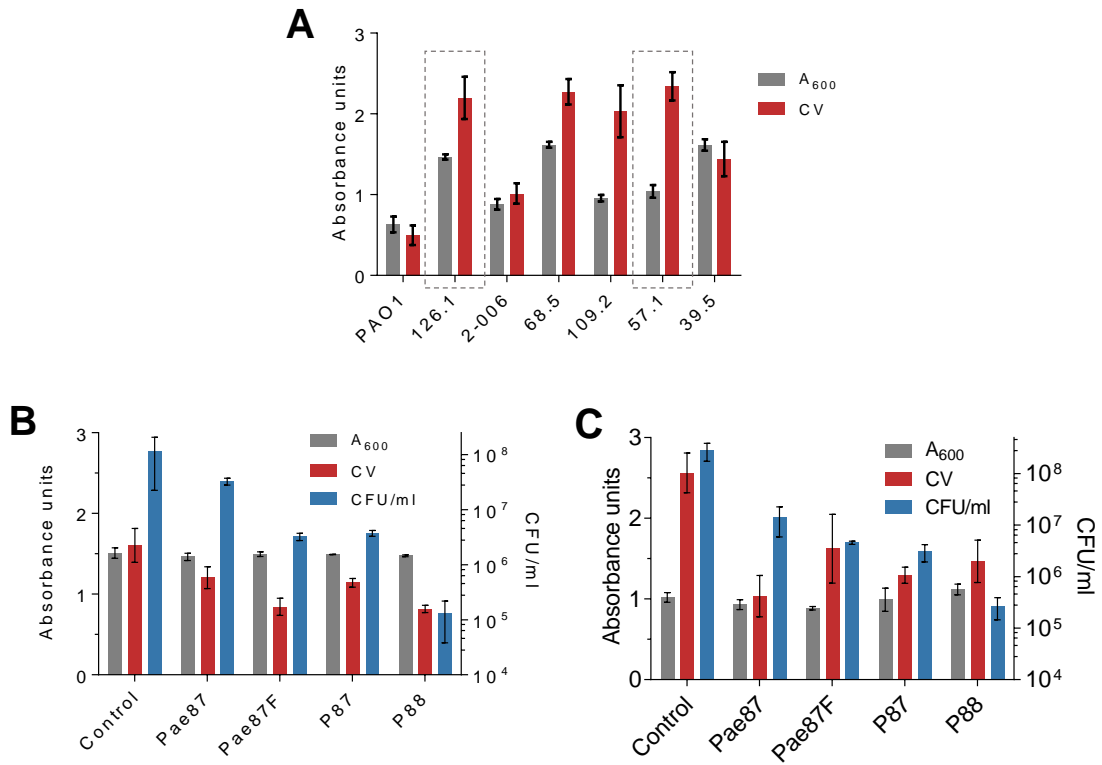 A
Absorbance units
3
2
1
0
A600
CV
PAO1
126.1
2-006
68.5
109.2
57.1
39.5
B
Absorbance units
3
2
1
0
A600
CV
CFU/ml
10^8
10^7
10^6
10^5
10^4
CFU/ml
Control
Pae87
Pae87F
P87
P88
C
Absorbance units
3
2
1
0
A600
CV
CFU/ml
10^8
10^7
10^6
10^5
10^4
CFU/ml
Control
Pae87
Pae87F
P87
P88